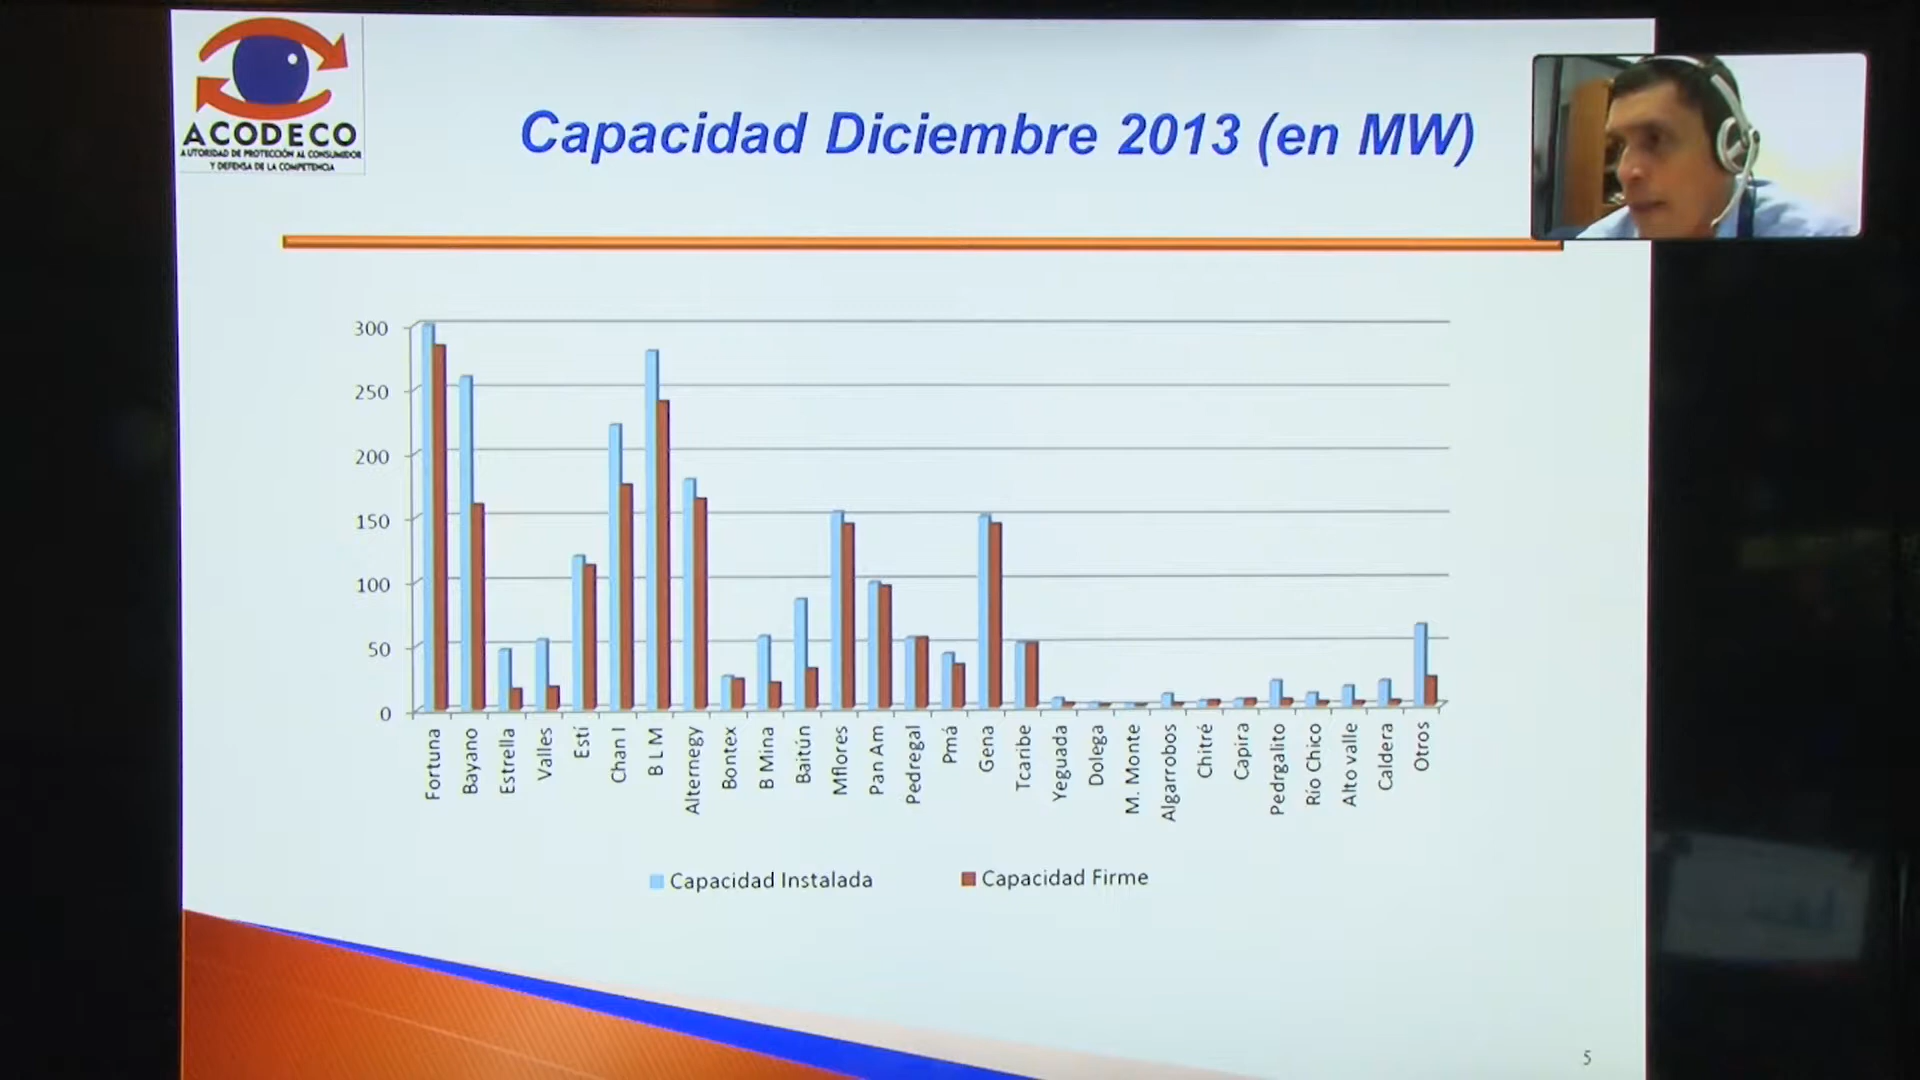 ACODECO
AUTORIDAD DE PROTECCIÓN AL CONSUMIDOR
Y DEFENSA DE LA COMPETENCIA
Capacidad Diciembre 2013 (en MW)
300
250
200
150
100
50
0
Fortuna
Bayano
Estrella
Valles
Estí
Chan I
B L M
Alternegy
Bontex
B Mina
Baitún
Mflores
Pan Am
Pedregal
Pmá
Gena
Tcaribe
Yeguada
Dolega
M. Monte
Algarrobos
Chitré
Capira
Pedrgalito
Río Chico
Alto valle
Caldera
Otros
Capacidad Instalada
Capacidad Firme
5